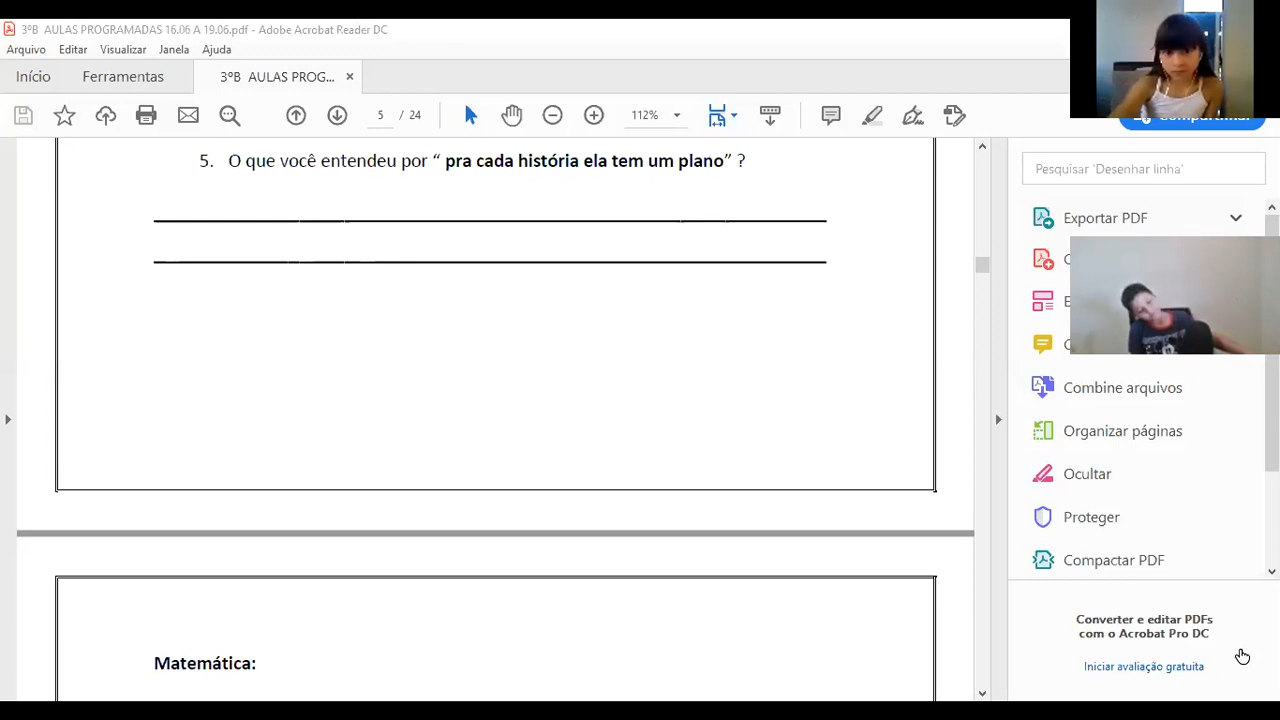 3ºB AULAS PROGRAMADAS 16.06 A 19.06.pdf - Adobe Acrobat Reader DC
Arquivo Editar Visualizar Janela Ajuda
Início Ferramentas 3ºB AULAS PROG... ×
5 / 24 112%
5. O que você entendeu por “ pra cada história ela tem um plano” ?
Matemática:
Pesquisar 'Desenhar linha'
Exportar PDF
Combine arquivos
Organizar páginas
Ocultar
Proteger
Compactar PDF
Converter e editar PDFs
com o Acrobat Pro DC
Iniciar avaliação gratuita